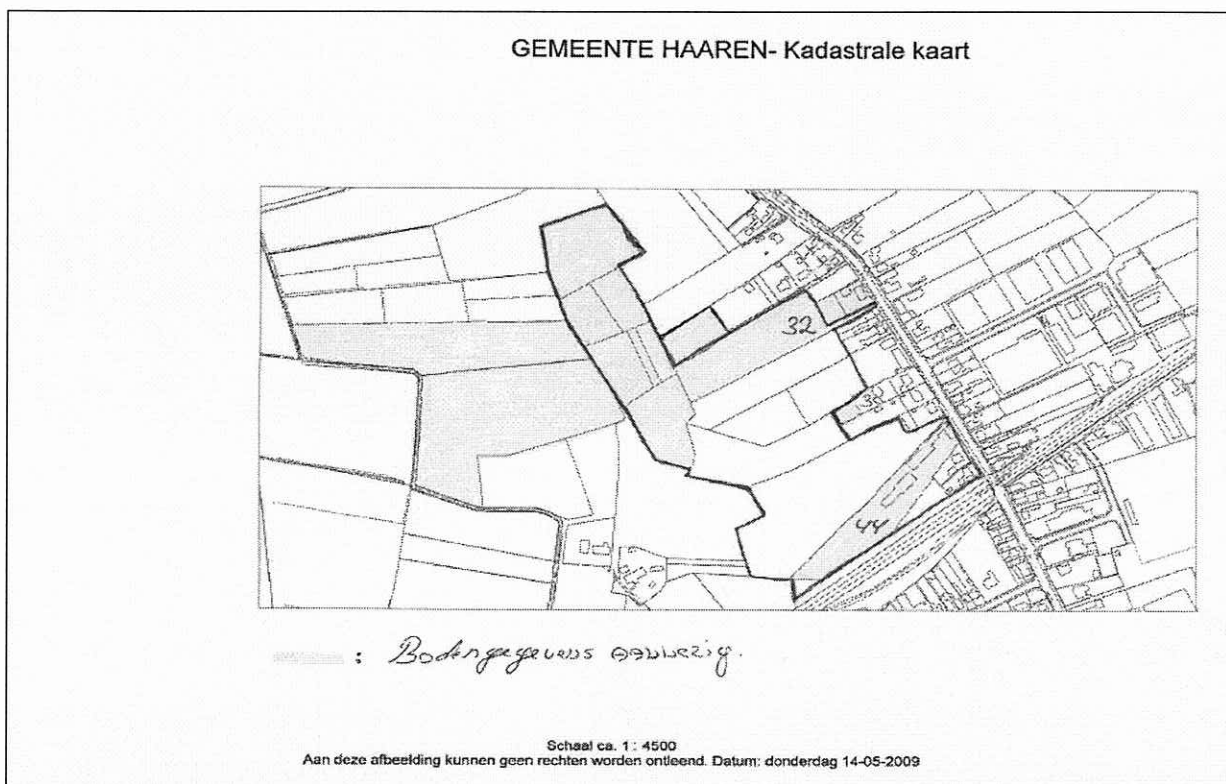 GEMEENTE HAAREN- Kadastrale kaart
32
38
44
: Bodemgegevens aanwezig.
Schaal ca. 1 : 4500
Aan deze afbeelding kunnen geen rechten worden ontleend. Datum: donderdag 14-05-2009